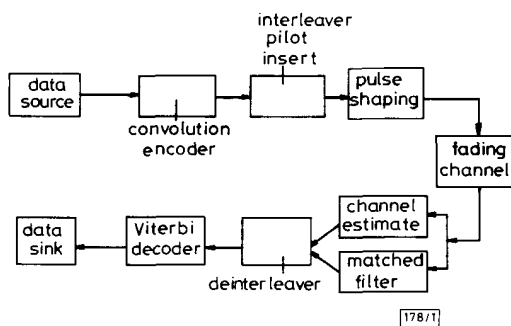 interleaver
pilot
insert
data
source
convolution
encoder
pulse
shaping
fading
channel
channel
estimate
matched
filter
deinterleaver
Viterbi
decoder
data
sink
178/1